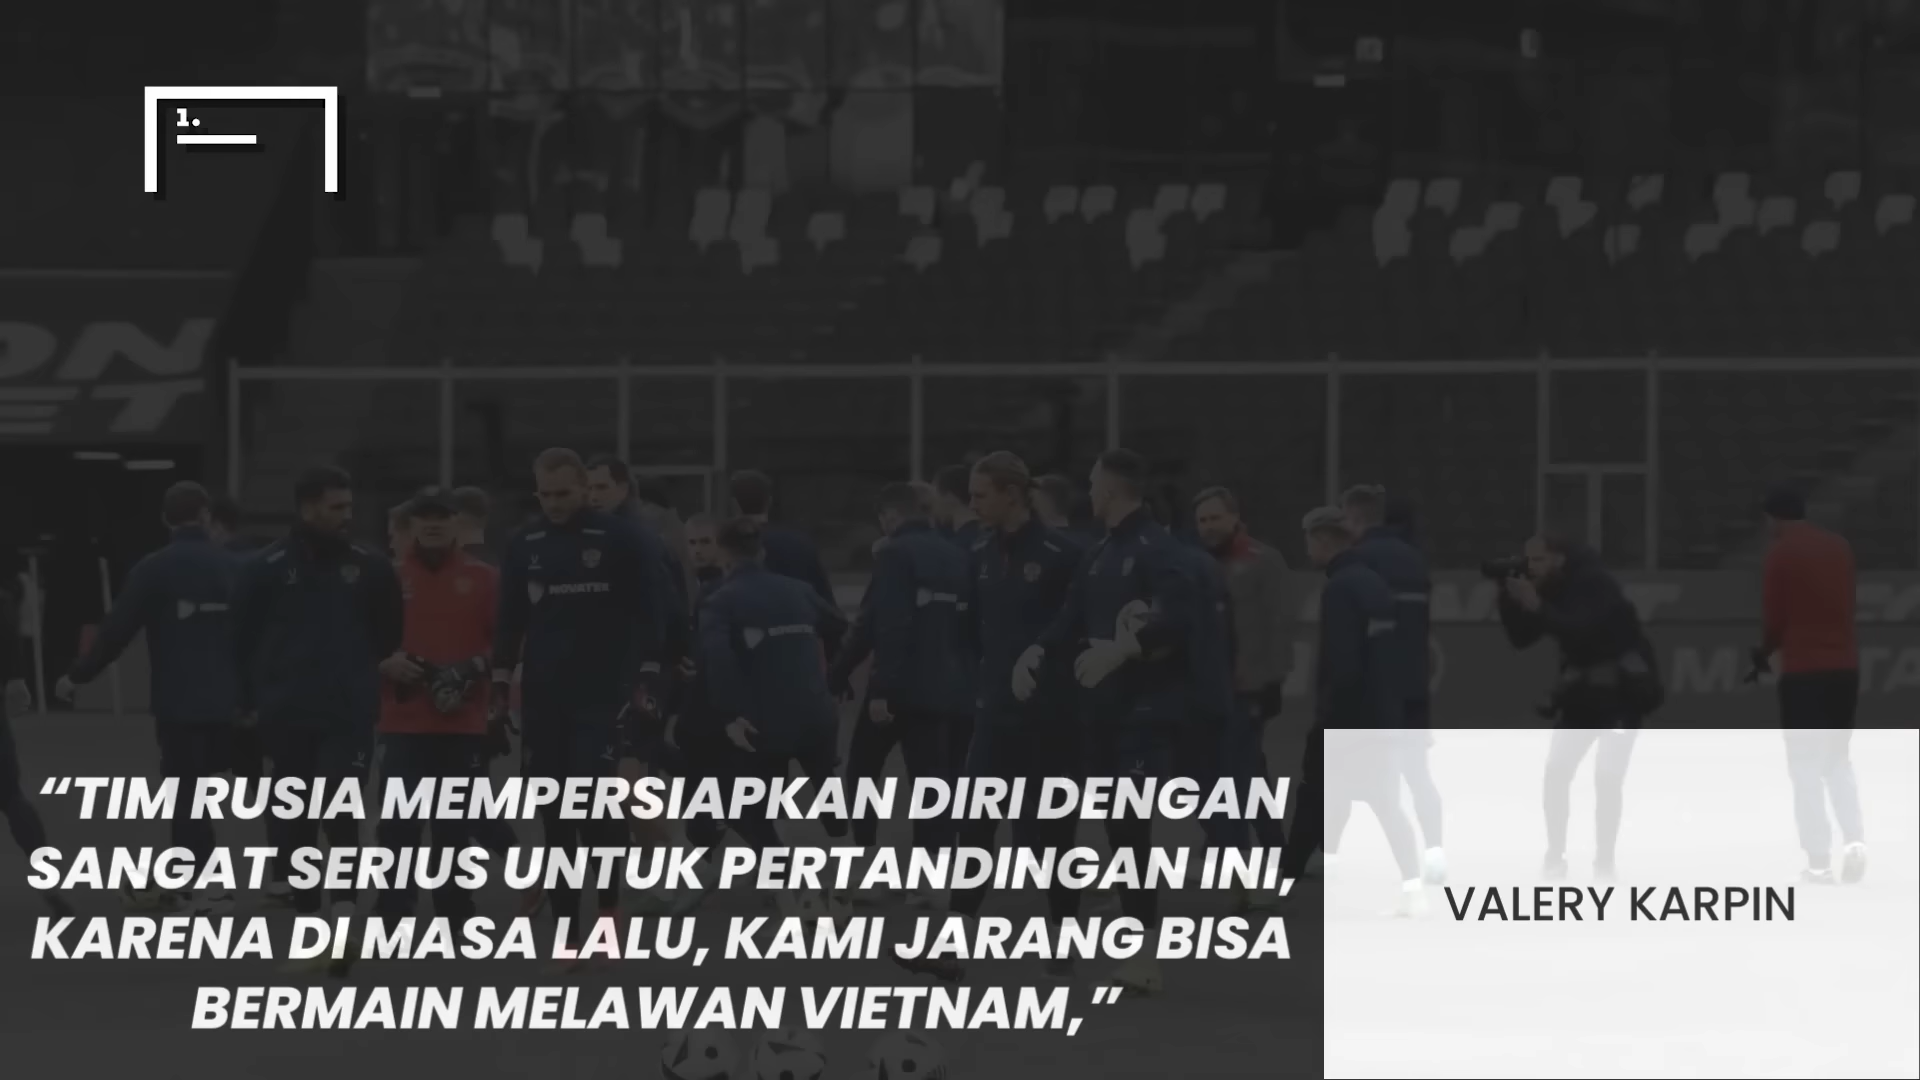 1.
NOVATEK
“TIM RUSIA MEMPERSIAPKAN DIRI DENGAN
SANGAT SERIUS UNTUK PERTANDINGAN INI,
KARENA DI MASA LALU, KAMI JARANG BISA
BERMAIN MELAWAN VIETNAM,”
VALERY KARPIN